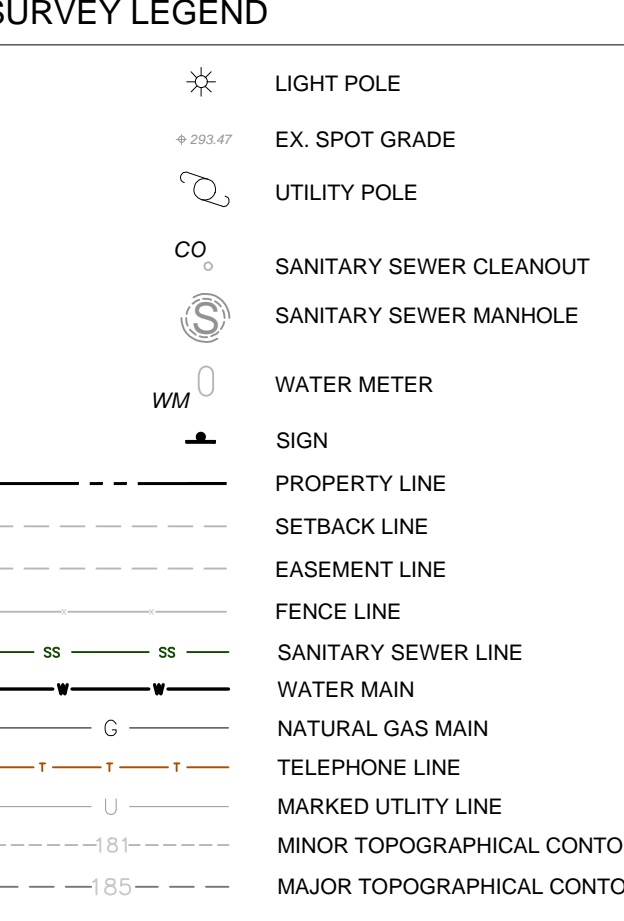 SURVEY LEGEND
LIGHT POLE
293.47 EX. SPOT GRADE
UTILITY POLE
CO SANITARY SEWER CLEANOUT
S SANITARY SEWER MANHOLE
WM WATER METER
SIGN
PROPERTY LINE
SETBACK LINE
EASEMENT LINE
x x FENCE LINE
SS SS SANITARY SEWER LINE
W W WATER MAIN
G NATURAL GAS MAIN
T T T TELEPHONE LINE
U MARKED UTLITY LINE
181 MINOR TOPOGRAPHICAL CONTO
185 MAJOR TOPOGRAPHICAL CONTO